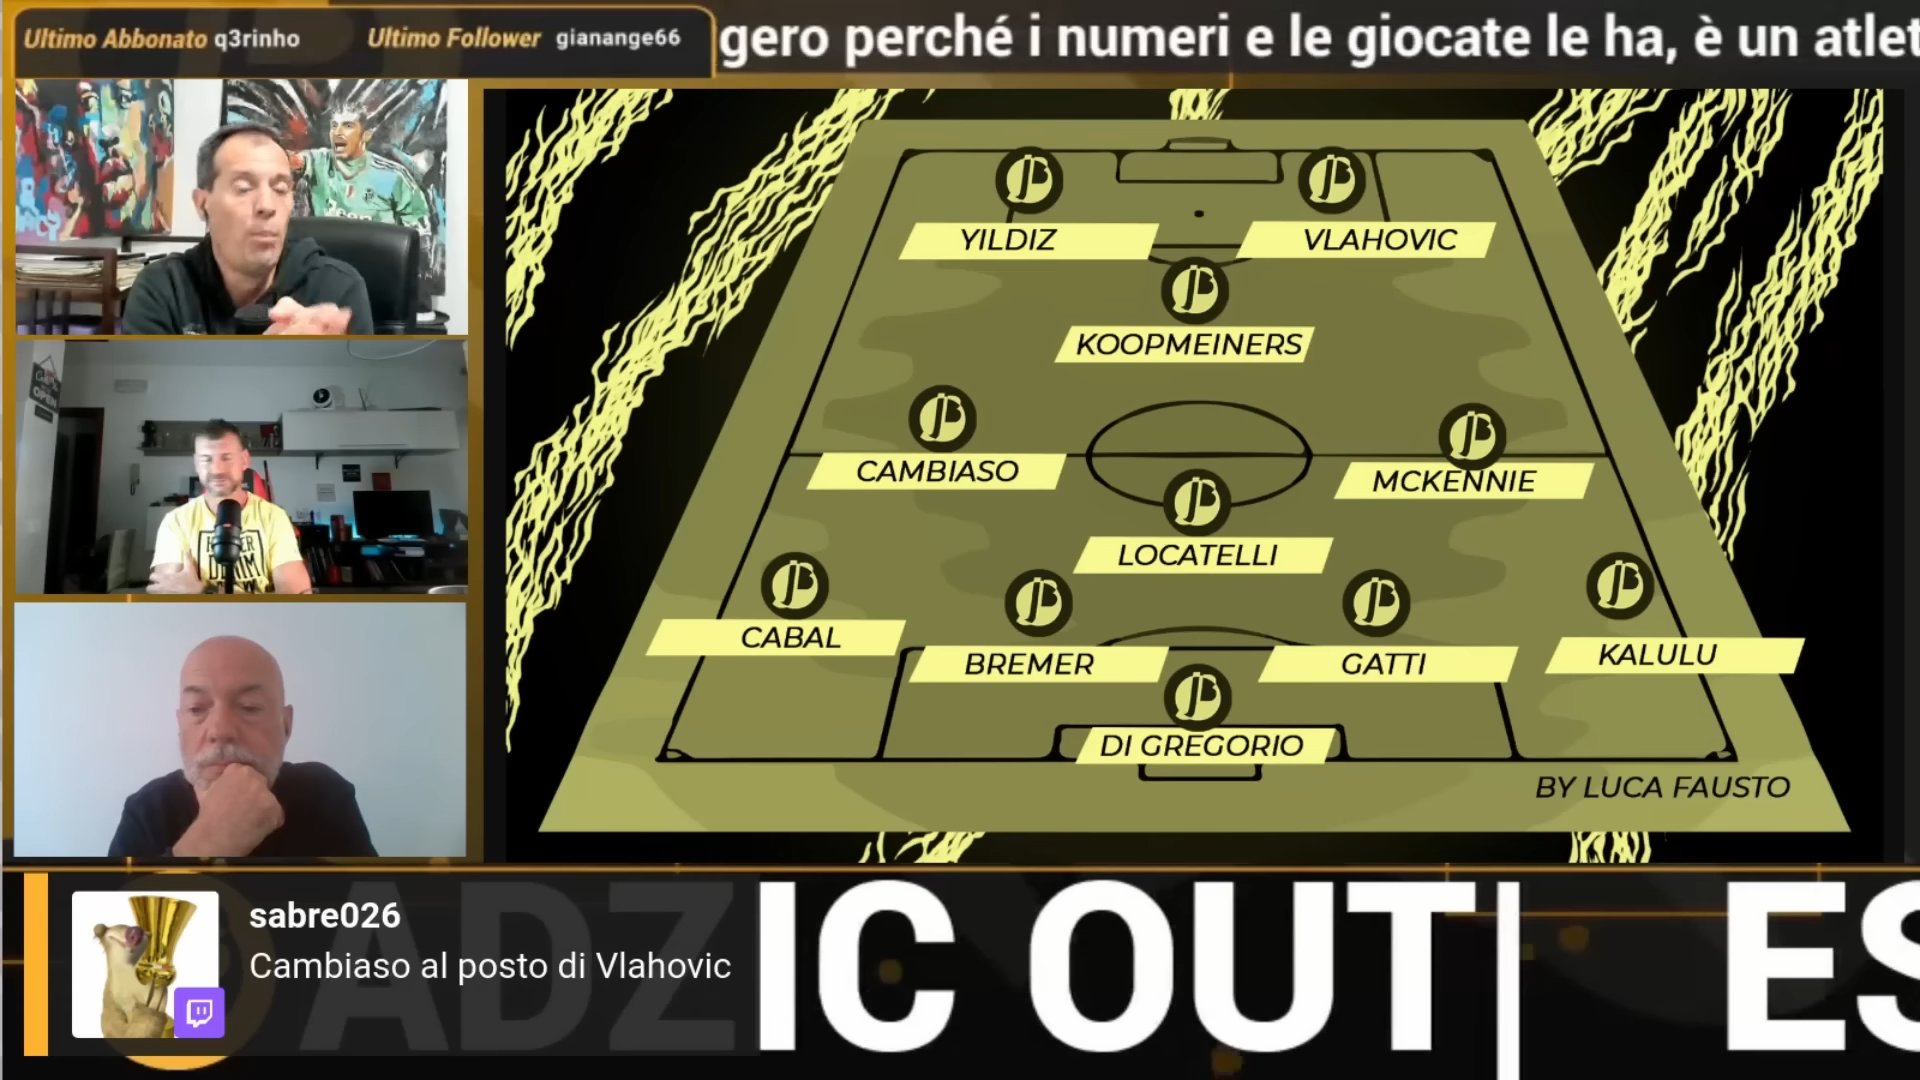 Ultimo Abbonato q3rinho Ultimo Follower gianange66
gero perché i numeri e le giocate le ha, è un atlet
YILDIZ VLAHOVIC
KOOPMEINERS
CAMBIASO MCKENNIE
LOCATELLI
CABAL
BREMER GATTI KALULU
DI GREGORIO
BY LUCA FAUSTO
OPEN
sabre026
Cambiaso al posto di Vlahovic
ADZIC OUT| ES